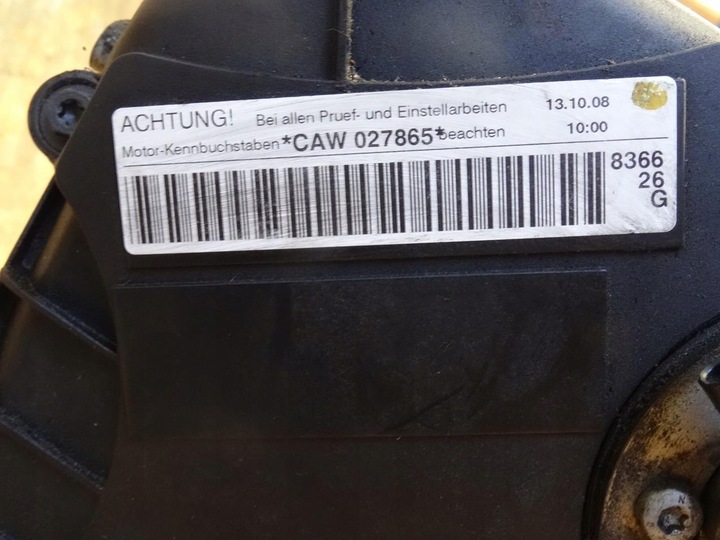 ACHTUNG! Bei allen Pruef- und Einstellarbeiten 13.10.08
Motor-Kennbuchstaben *CAW 027865* beachten 10:00
8366
26
G
N